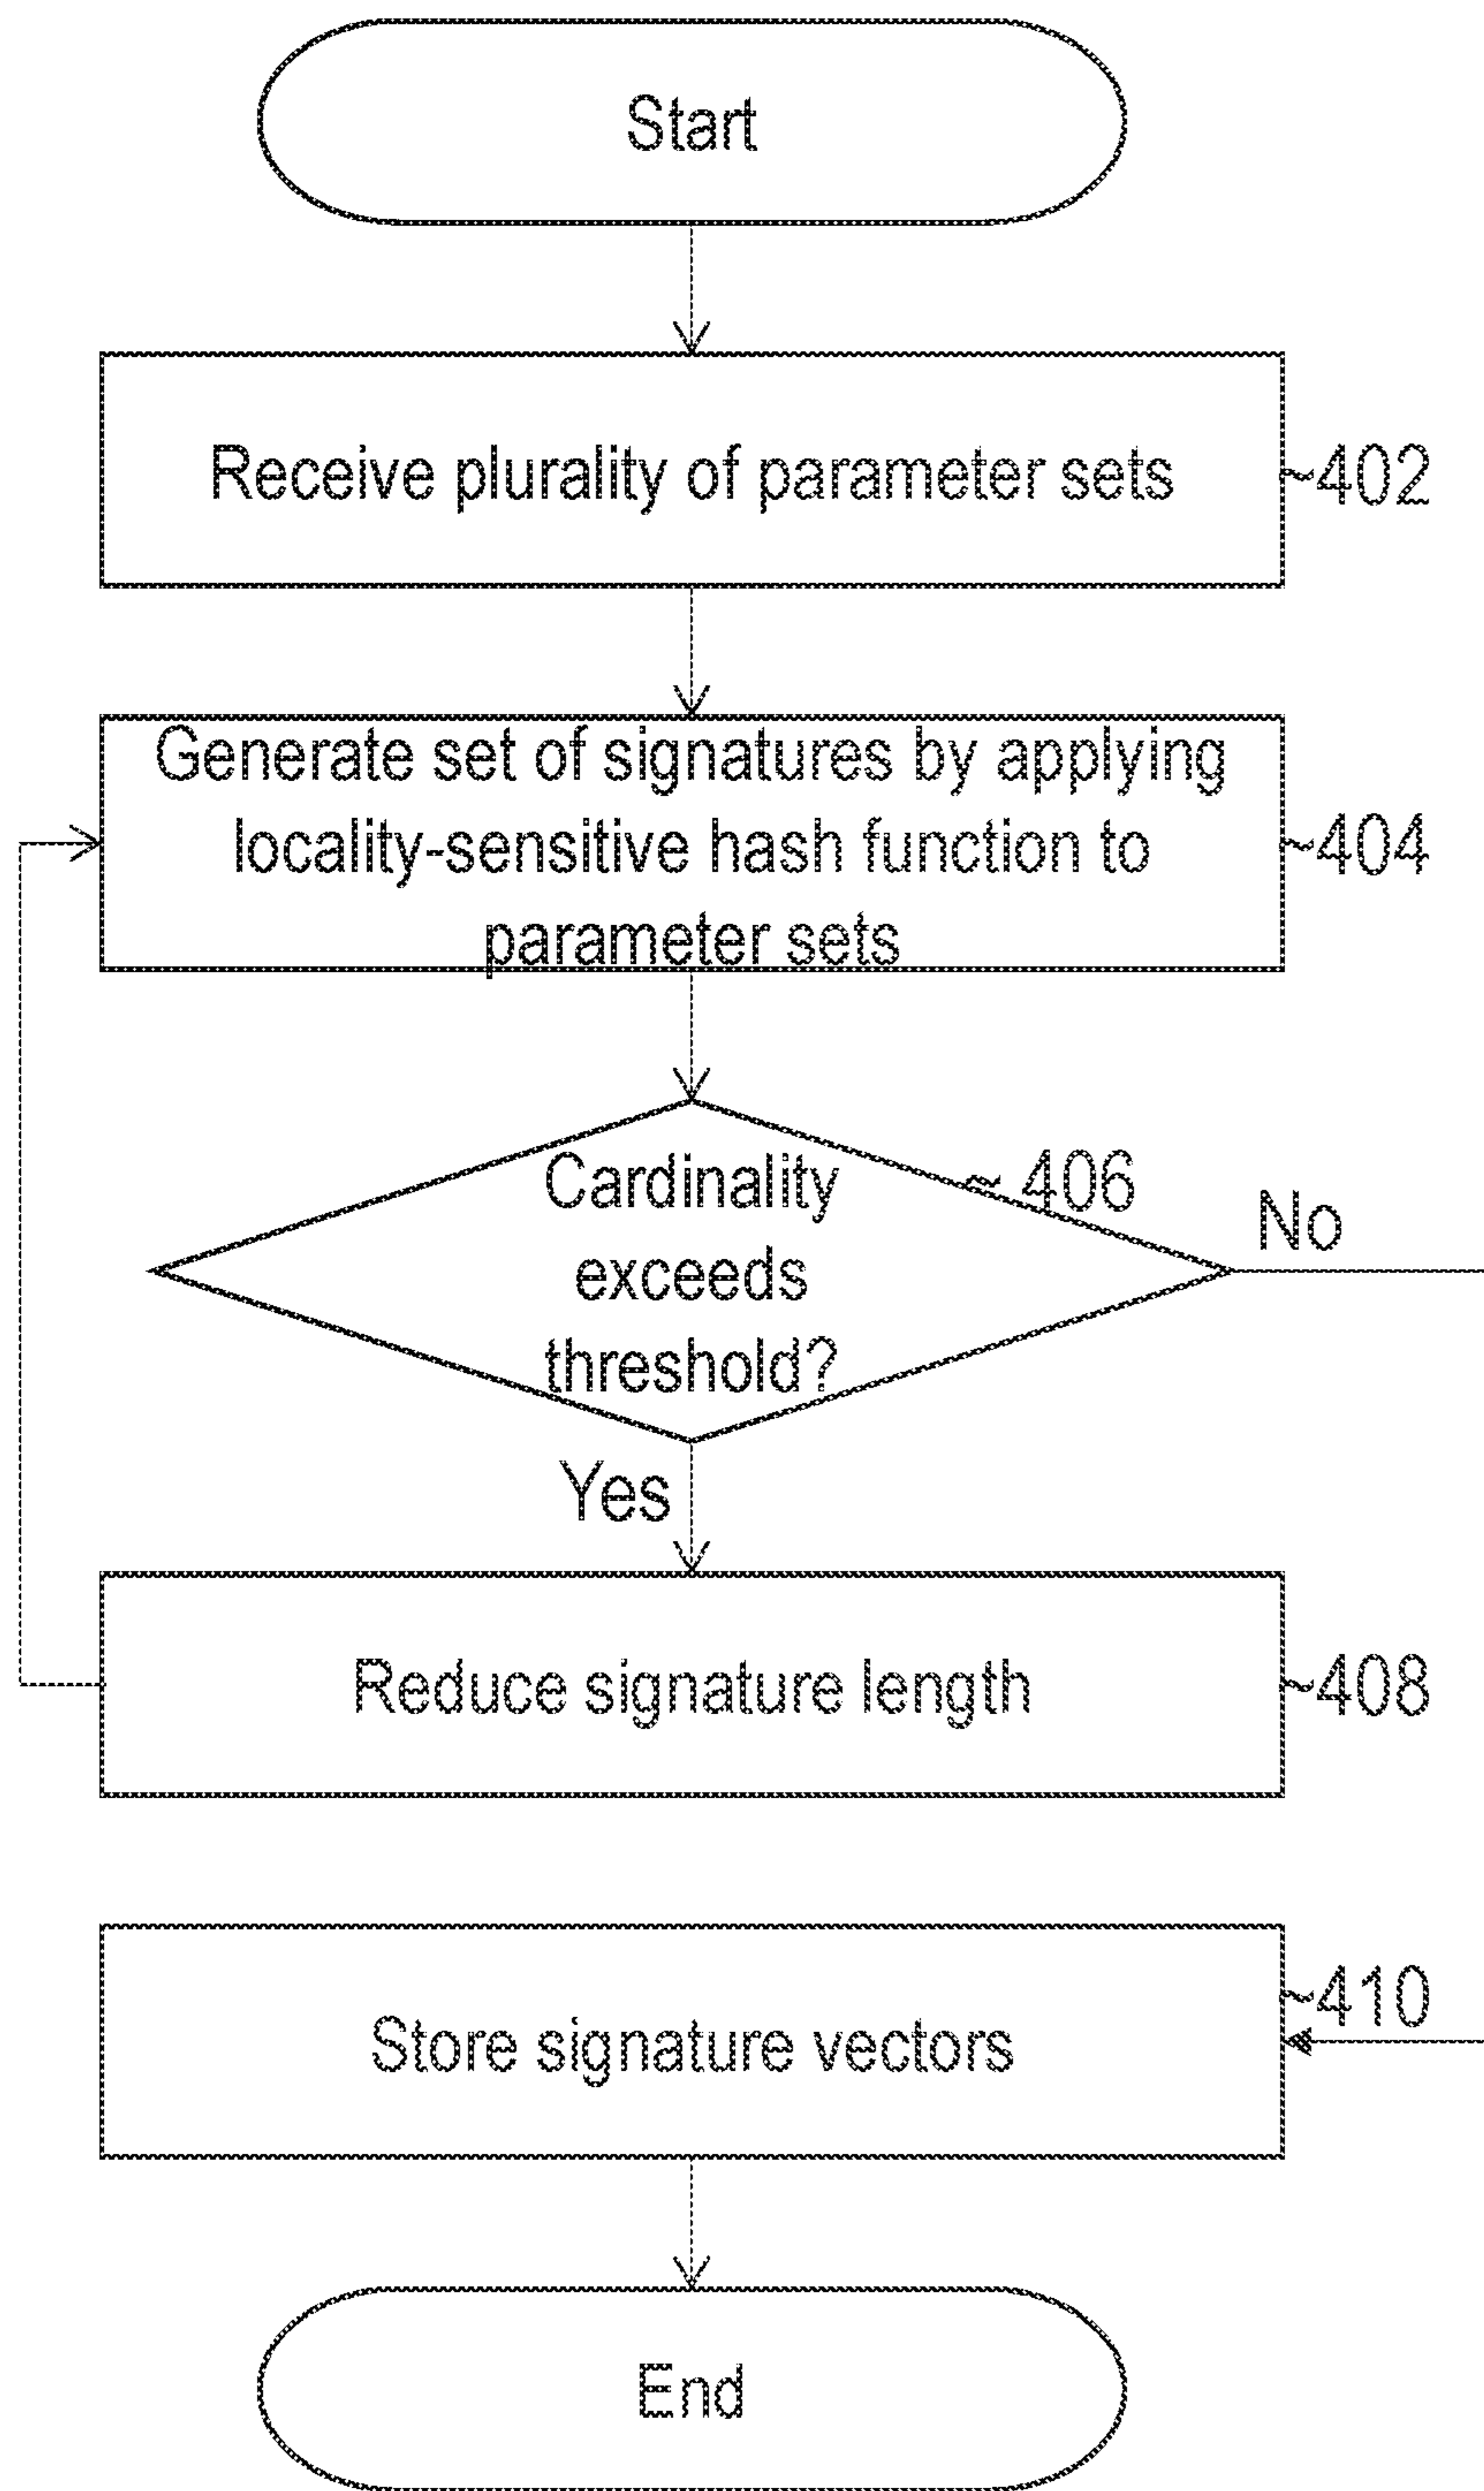 Start
Receive plurality of parameter sets
~402
Generate set of signatures by applying
locality-sensitive hash function to
parameter sets
~404
Cardinality
exceeds
threshold?
~ 406
No
Yes
Reduce signature length
~408
Store signature vectors
~410
End